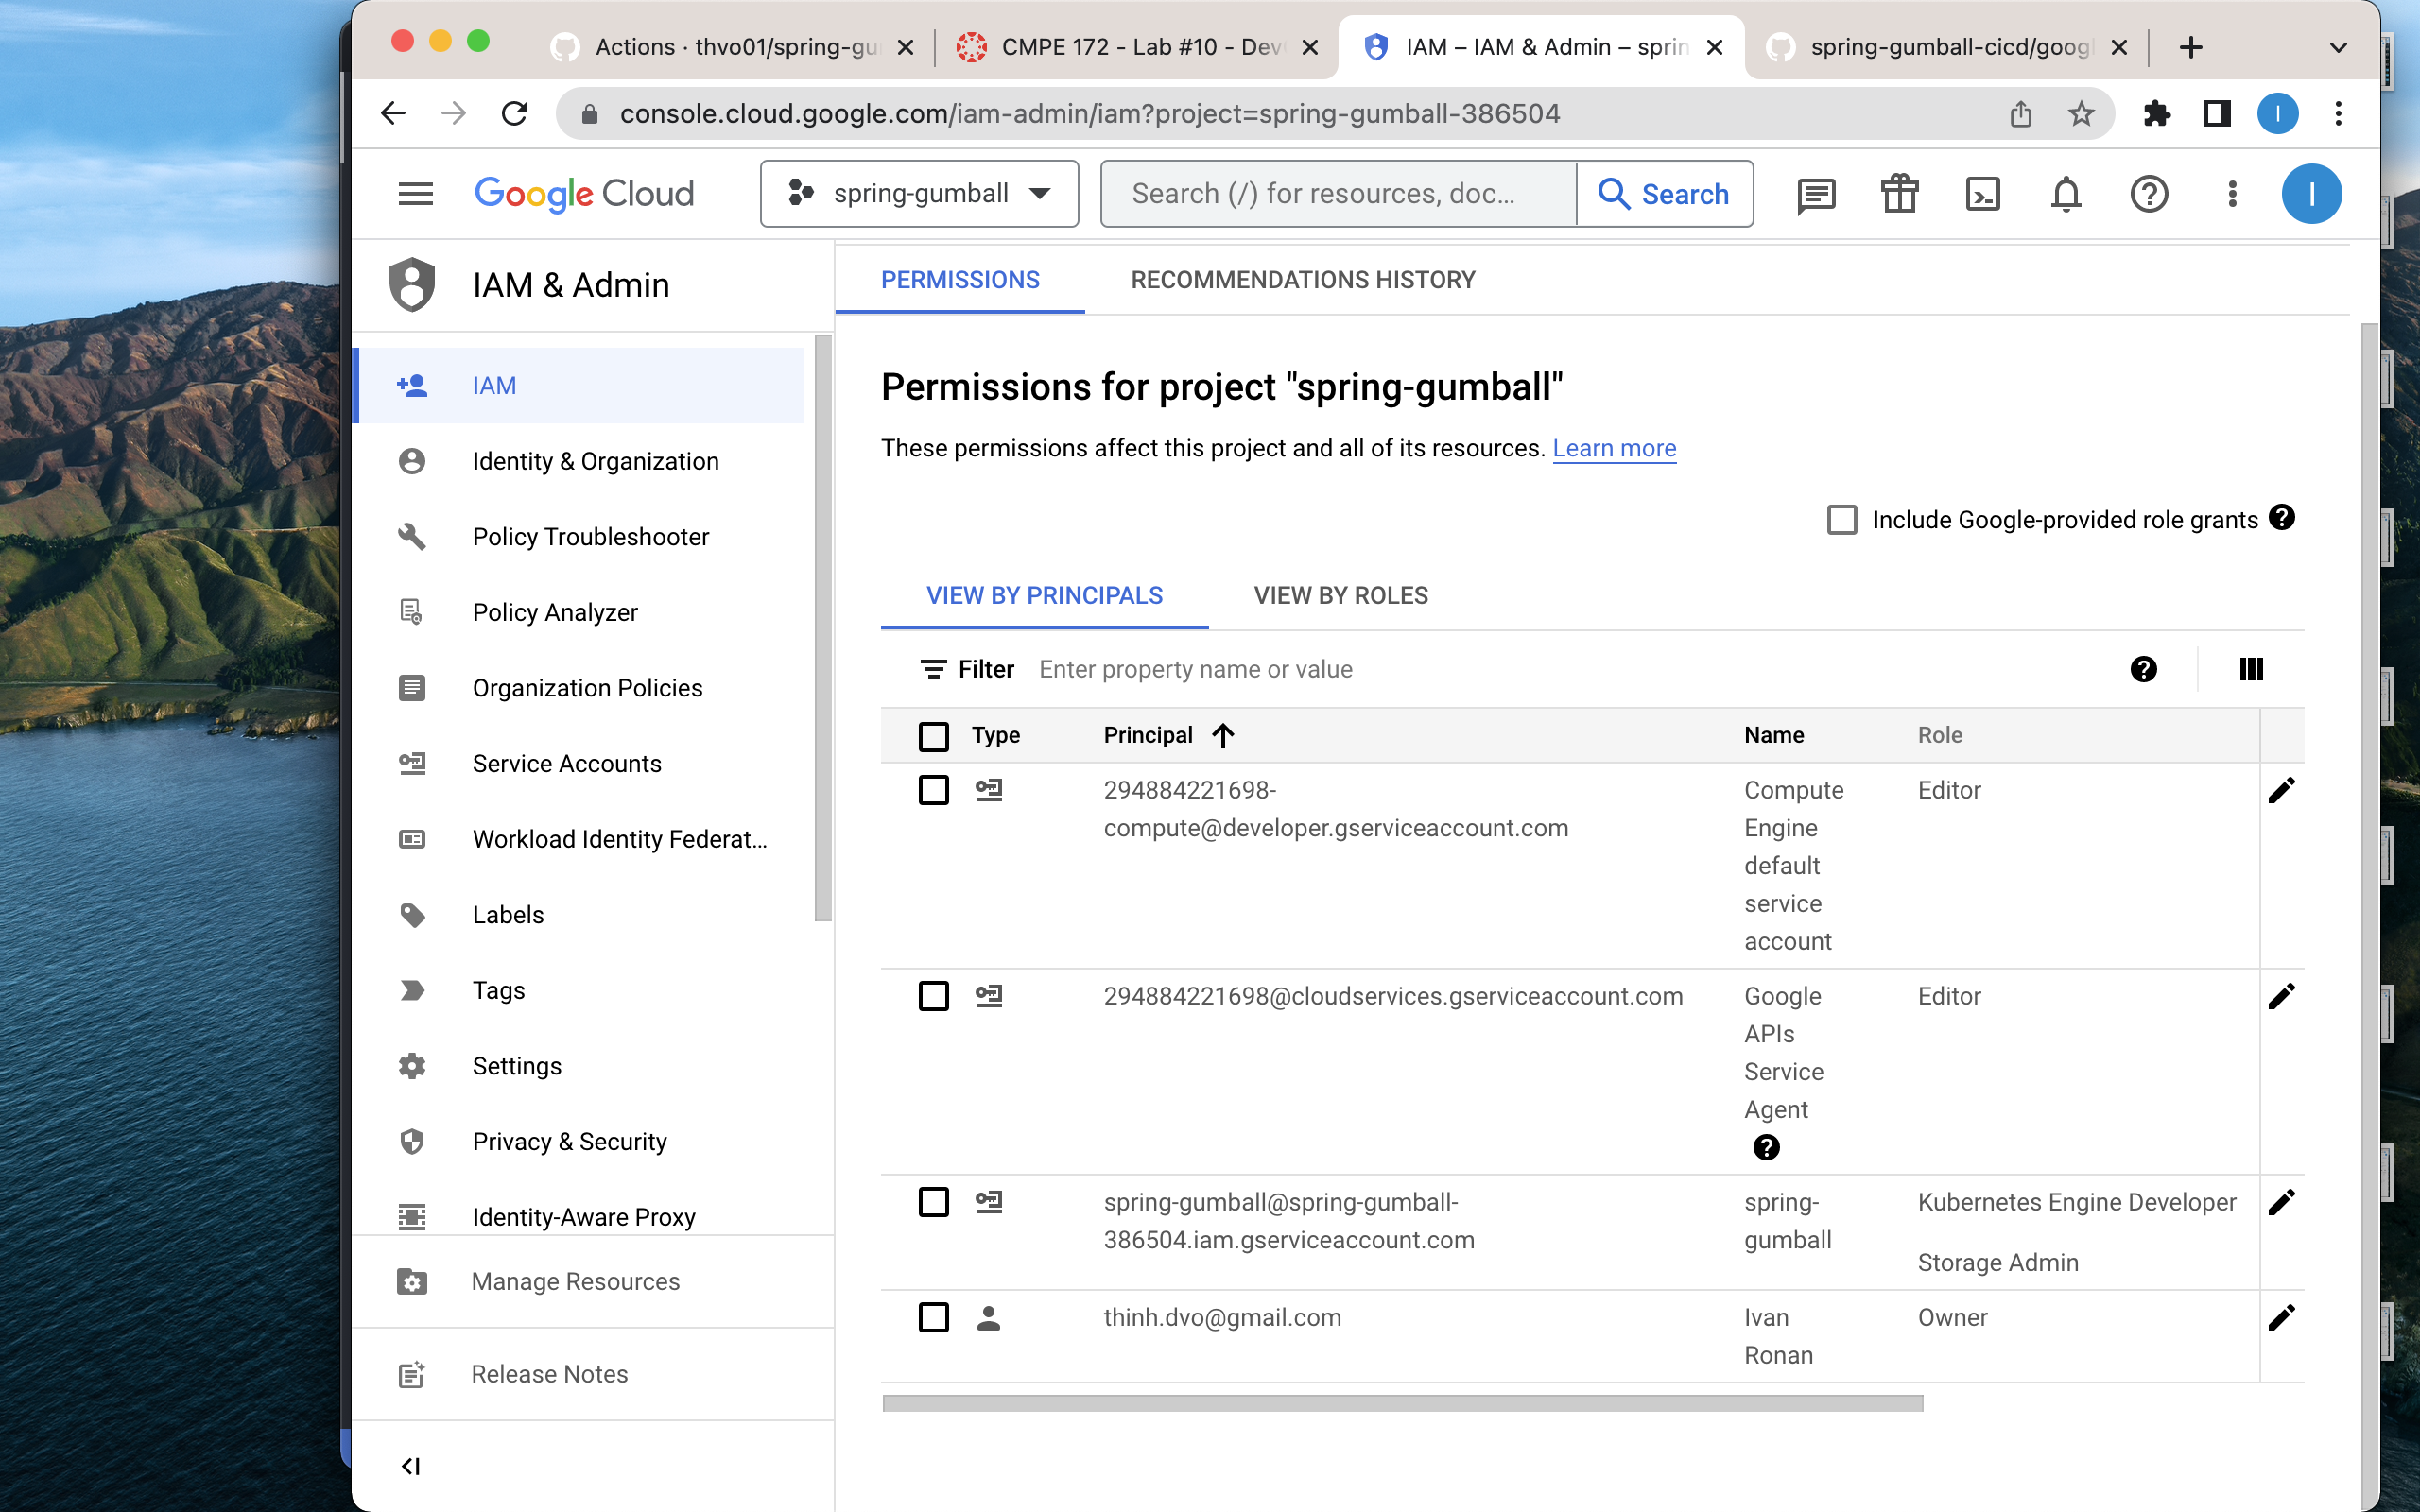 Actions · thvo01/spring-gu
CMPE 172 - Lab #10 - Dev
IAM – IAM & Admin – sprin
spring-gumball-cicd/goog
console.cloud.google.com/iam-admin/iam?project=spring-gumball-386504
I
Google Cloud
spring-gumball
Search (/) for resources, doc...
Search
I
IAM & Admin
PERMISSIONS
RECOMMENDATIONS HISTORY
IAM
Identity & Organization
Policy Troubleshooter
Policy Analyzer
Organization Policies
Service Accounts
Workload Identity Federat...
Labels
Tags
Settings
Privacy & Security
Identity-Aware Proxy
Manage Resources
Release Notes
Permissions for project "spring-gumball"
These permissions affect this project and all of its resources. Learn more
Include Google-provided role grants
VIEW BY PRINCIPALS
VIEW BY ROLES
Filter Enter property name or value
Type Principal Name Role
294884221698-
compute@developer.gserviceaccount.com
Compute
Engine
default
service
account
Editor
294884221698@cloudservices.gserviceaccount.com
Google
APIs
Service
Agent
Editor
spring-gumball@spring-gumball-
386504.iam.gserviceaccount.com
spring-
gumball
Kubernetes Engine Developer
Storage Admin
thinh.dvo@gmail.com
Ivan
Ronan
Owner